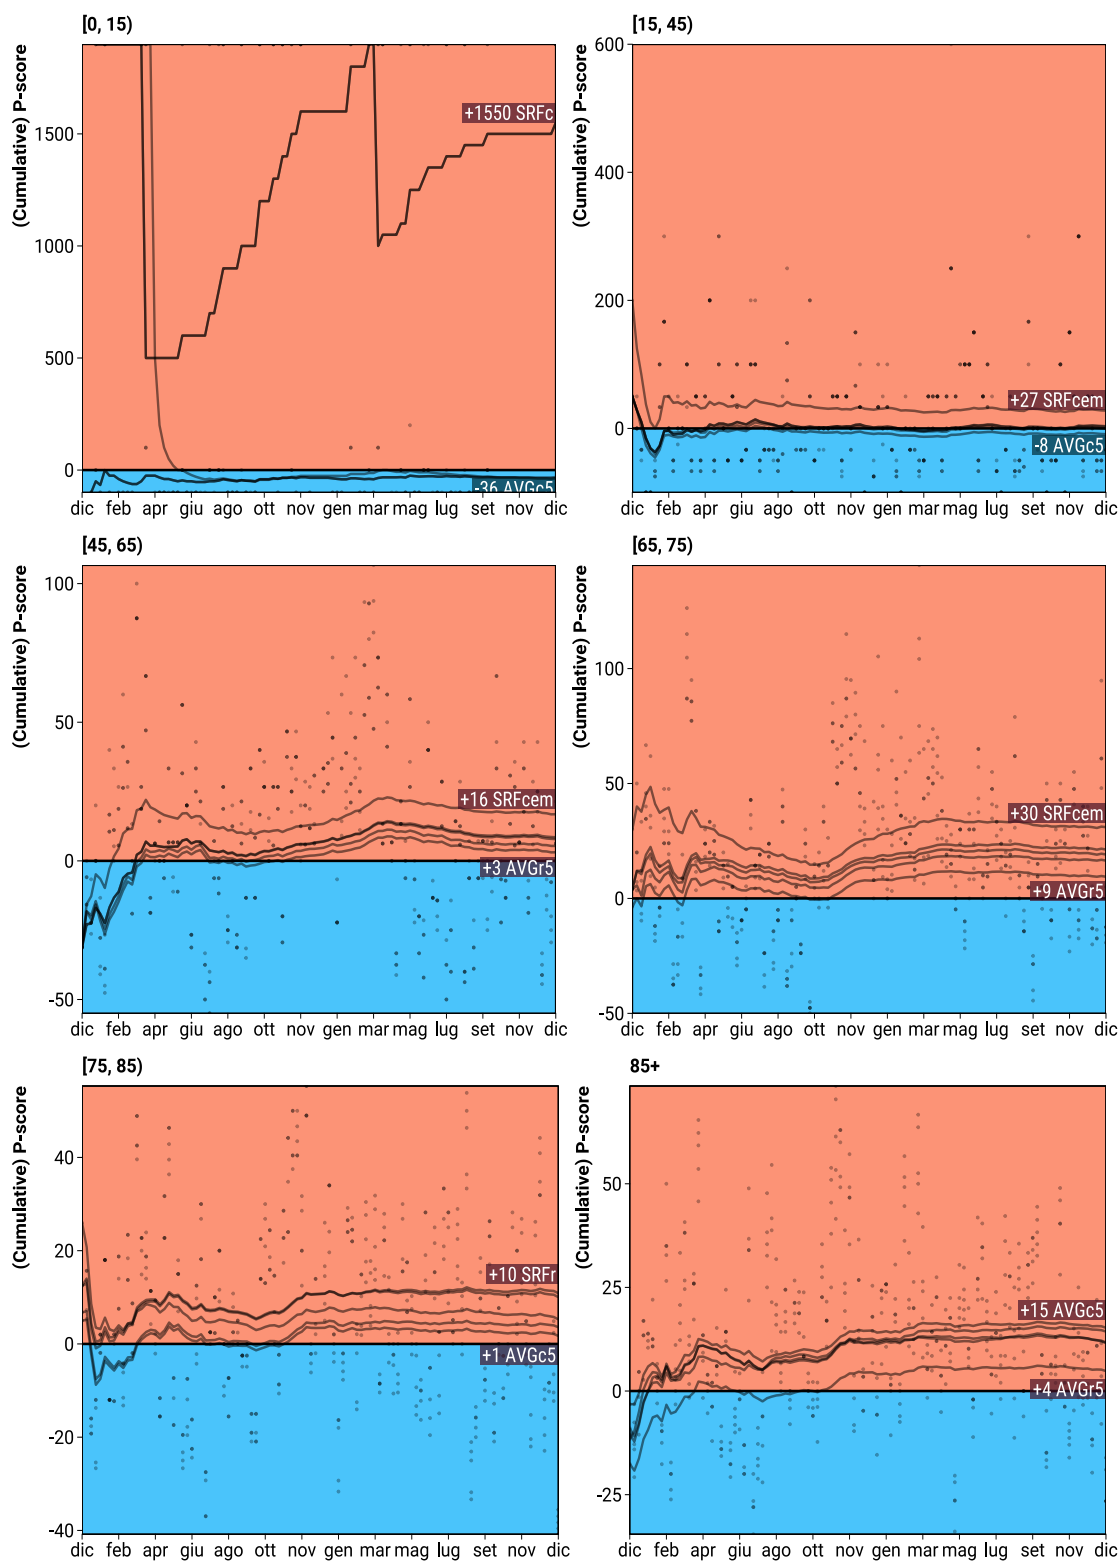 [0, 15)
(Cumulative) P-score
1500
1000
500
0
+1550 SRFc
-36 AVGc5
dic feb apr giu ago ott nov gen mar mag lug set nov dic
[15, 45)
(Cumulative) P-score
600
400
200
0
+27 SRFcem
-8 AVGc5
dic feb apr giu ago ott nov gen mar mag lug set nov dic
[45, 65)
(Cumulative) P-score
100
50
0
-50
+16 SRFcem
+3 AVGr5
dic feb apr giu ago ott nov gen mar mag lug set nov dic
[65, 75)
(Cumulative) P-score
100
50
0
-50
+30 SRFcem
+9 AVGr5
dic feb apr giu ago ott nov gen mar mag lug set nov dic
[75, 85)
(Cumulative) P-score
40
20
0
-20
-40
+10 SRFr
+1 AVGc5
dic feb apr giu ago ott nov gen mar mag lug set nov dic
85+
(Cumulative) P-score
50
25
0
-25
+15 AVGc5
+4 AVGr5
dic feb apr giu ago ott nov gen mar mag lug set nov dic